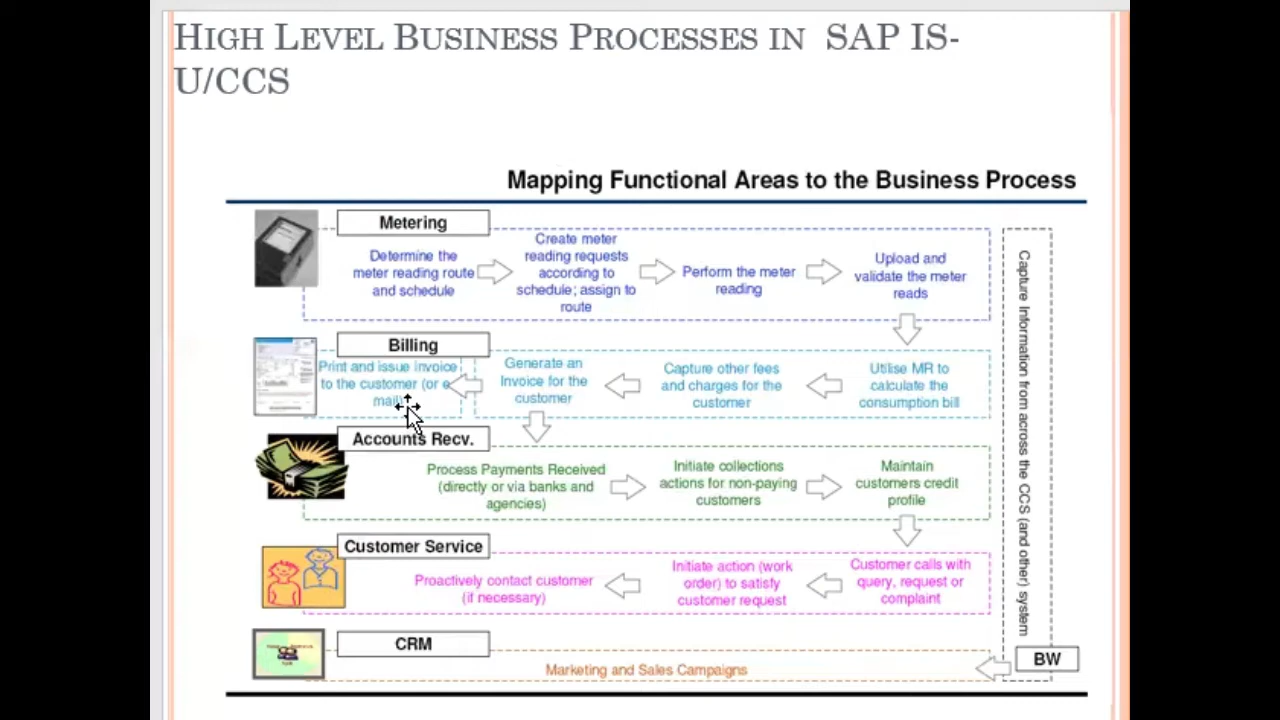 HIGH LEVEL BUSINESS PROCESSES IN SAP IS-
U/CCS
Mapping Functional Areas to the Business Process
Metering
Determine the
meter reading route
and schedule
Create meter
reading requests
according to
schedule; assign to
route
Perform the meter
reading
Upload and
validate the meter
reads
Billing
Print and issue invoice
to the customer (or e
mail)
Generate an
Invoice for the
customer
Capture other fees
and charges for the
customer
Utilise MR to
calculate the
consumption bill
Accounts Recv.
Process Payments Received
(directly or via banks and
agencies)
Initiate collections
actions for non-paying
customers
Maintain
customers credit
profile
Customer Service
Proactively contact customer
(if necessary)
Initiate action (work
order) to satisfy
customer request
Customer calls with
query, request or
complaint
CRM
Marketing and Sales Campaigns
Capture Information from across the CCS (and other) system
BW